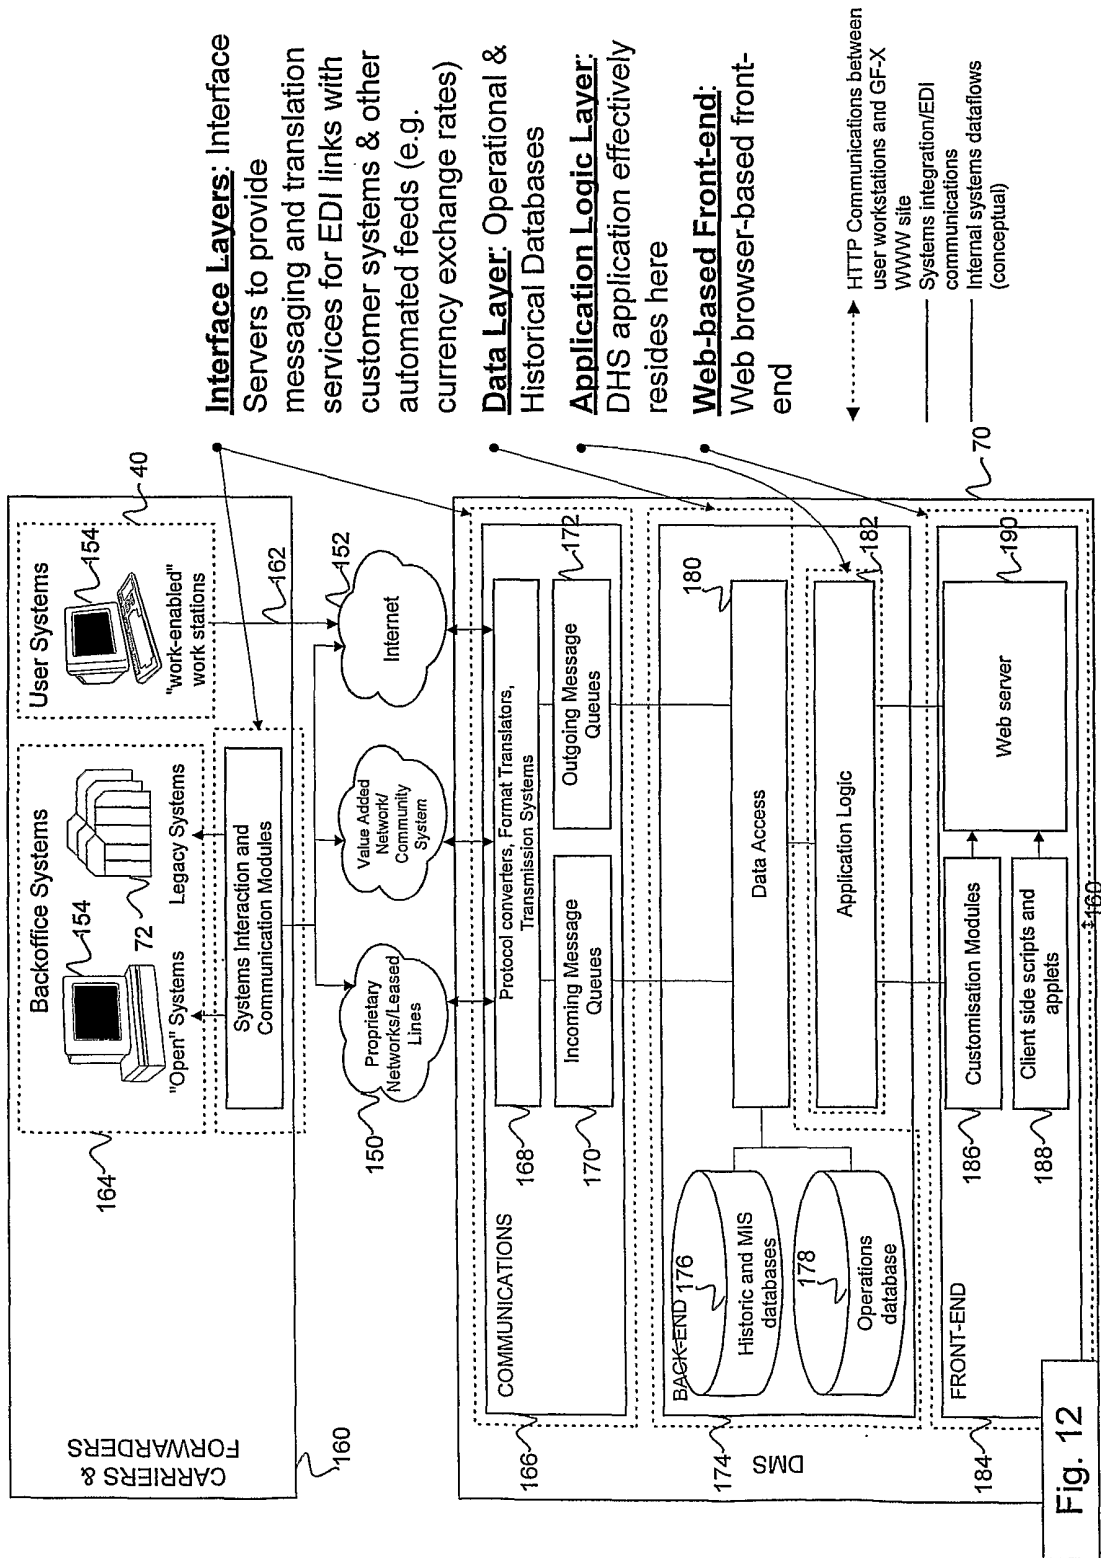 CARRIERS &
FORWARDERS
160
Backoffice Systems
154
72
"Open" Systems
Legacy Systems
164
Systems Interaction and
Communication Modules
User Systems
40
154
"work-enabled"
work stations
162
152
150
Proprietary
Networks/Leased
Lines
Value Added
Network/
Community
System
Internet
DMS
166
COMMUNICATIONS
168
Protocol converters, Format Translators,
Transmission Systems
170
Incoming Message
Queues
Outgoing Message
Queues
172
174
BACK-END
176
Historic and MIS
databases
178
Operations
database
180
Data Access
Application Logic
182
184
FRONT-END
186
Customisation Modules
188
Client side scripts and
applets
Web server
190
160
70
Interface Layers: Interface
Servers to provide
messaging and translation
services for EDI links with
customer systems & other
automated feeds (e.g.
currency exchange rates)
Data Layer: Operational &
Historical Databases
Application Logic Layer:
DHS application effectively
resides here
Web-based Front-end:
Web browser-based front-
end
HTTP Communications between
user workstations and GF-X
WWW site
Systems integration/EDI
communications
Internal systems dataflows
(conceptual)
Fig. 12